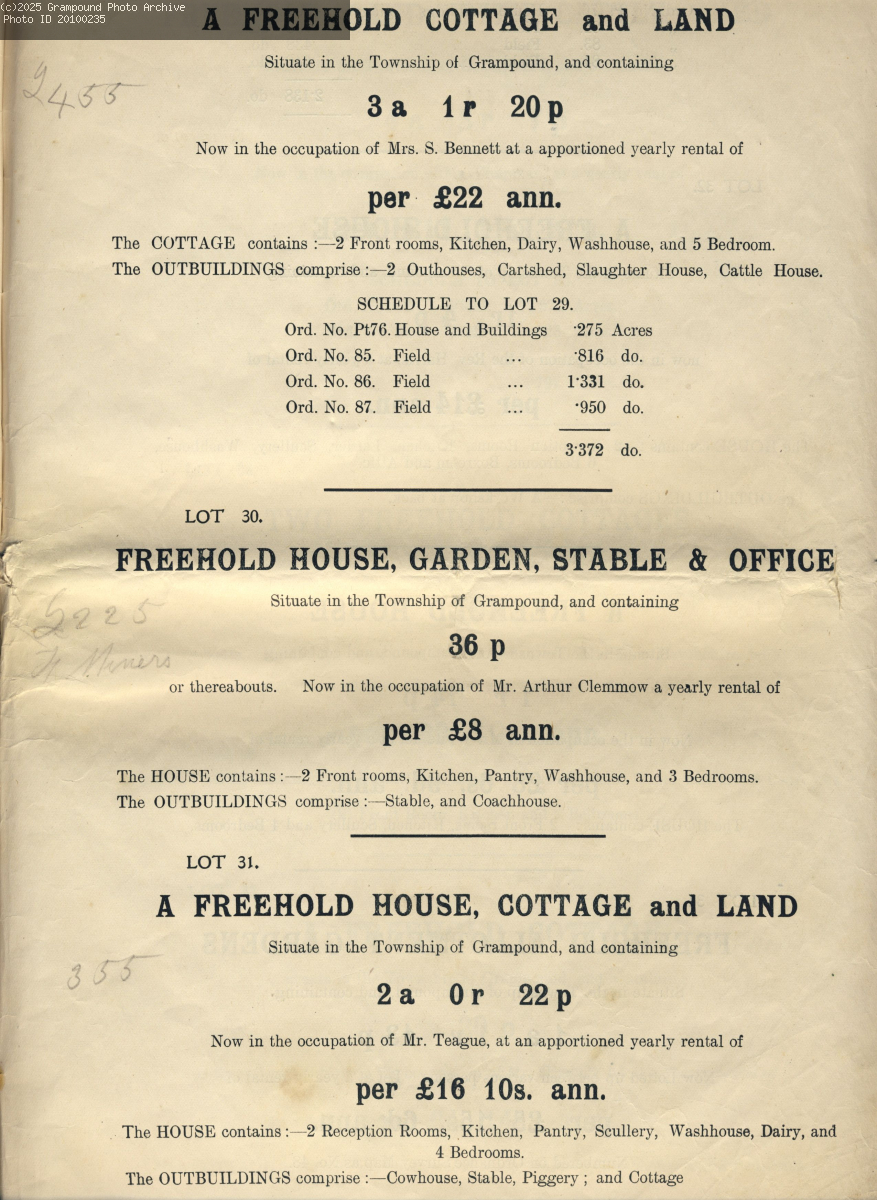 (c)2025 Grampound Photo Archive
Photo ID 20100235
A FREEHOLD COTTAGE and LAND
Situate in the Township of Grampound, and containing
£455
3 a 1 r 20 p
Now in the occupation of Mrs. S. Bennett at a apportioned yearly rental of
per £22 ann.
The COTTAGE contains :—2 Front rooms, Kitchen, Dairy, Washhouse, and 5 Bedroom.
The OUTBUILDINGS comprise :—2 Outhouses, Cartshed, Slaughter House, Cattle House.
SCHEDULE TO LOT 29.
Ord. No. Pt76. House and Buildings ·275 Acres
Ord. No. 85. Field ... ·816 do.
Ord. No. 86. Field ... 1·331 do.
Ord. No. 87. Field ... ·950 do.
3·372 do.
LOT 30.
FREEHOLD HOUSE, GARDEN, STABLE & OFFICE
Situate in the Township of Grampound, and containing
£225
36 p
Miners
or thereabouts. Now in the occupation of Mr. Arthur Clemmow a yearly rental of
per £8 ann.
The HOUSE contains :—2 Front rooms, Kitchen, Pantry, Washhouse, and 3 Bedrooms.
The OUTBUILDINGS comprise :—Stable, and Coachhouse.
LOT 31.
A FREEHOLD HOUSE, COTTAGE and LAND
Situate in the Township of Grampound, and containing
355
2 a 0 r 22 p
Now in the occupation of Mr. Teague, at an apportioned yearly rental of
per £16 10s. ann.
The HOUSE contains :—2 Reception Rooms, Kitchen, Pantry, Scullery, Washhouse, Dairy, and
4 Bedrooms.
The OUTBUILDINGS comprise :—Cowhouse, Stable, Piggery ; and Cottage